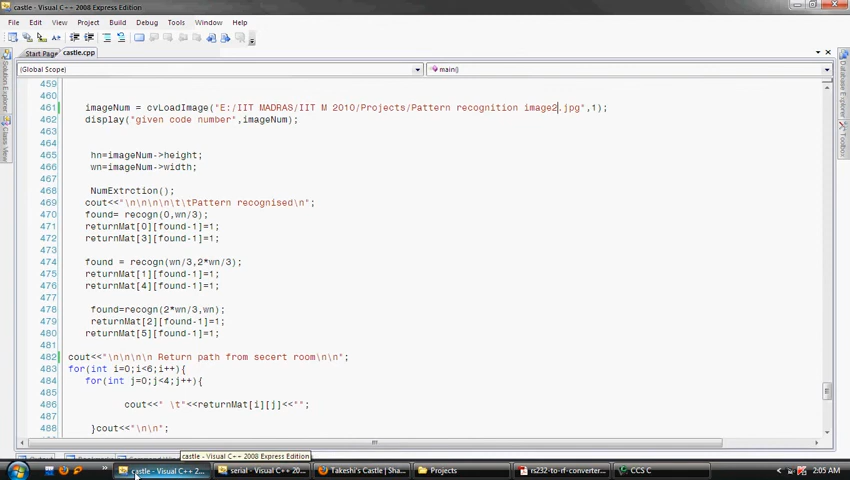 castle - Visual C++ 2008 Express Edition
File Edit View Project Build Debug Tools Window Help
Start Page castle.cpp
(Global Scope) main()
Solution Explorer
Class View
Toolbox
459
460
461 imageNum = cvLoadImage("E:/IIT MADRAS/IIT M 2010/Projects/Pattern recognition image2.jpg",1);
462 display("given code number",imageNum);
463
464
465 hn=imageNum->height;
466 wn=imageNum->width;
467
468 NumExtrction();
469 cout<<"\n\n\n\n\t\tPattern recognised\n";
470 found= recogn(0,wn/3);
471 returnMat[0][found-1]=1;
472 returnMat[3][found-1]=1;
473
474 found = recogn(wn/3,2*wn/3);
475 returnMat[1][found-1]=1;
476 returnMat[4][found-1]=1;
477
478 found=recogn(2*wn/3,wn);
479 returnMat[2][found-1]=1;
480 returnMat[5][found-1]=1;
481
482 cout<<"\n\n\n\n Return path from secert room\n\n";
483 for(int i=0;i<6;i++){
484 for(int j=0;j<4;j++){
485
486 cout<<" \t"<<returnMat[i][j]<<"";
487
488 }cout<<"\n\n";
castle - Visual C++ 2008 Express Edition
castle - Visual C++ 2... serial - Visual C++ 20... Takeshi's Castle | Sha... Projects rs232-to-rf-converter... CCS C 2:05 AM